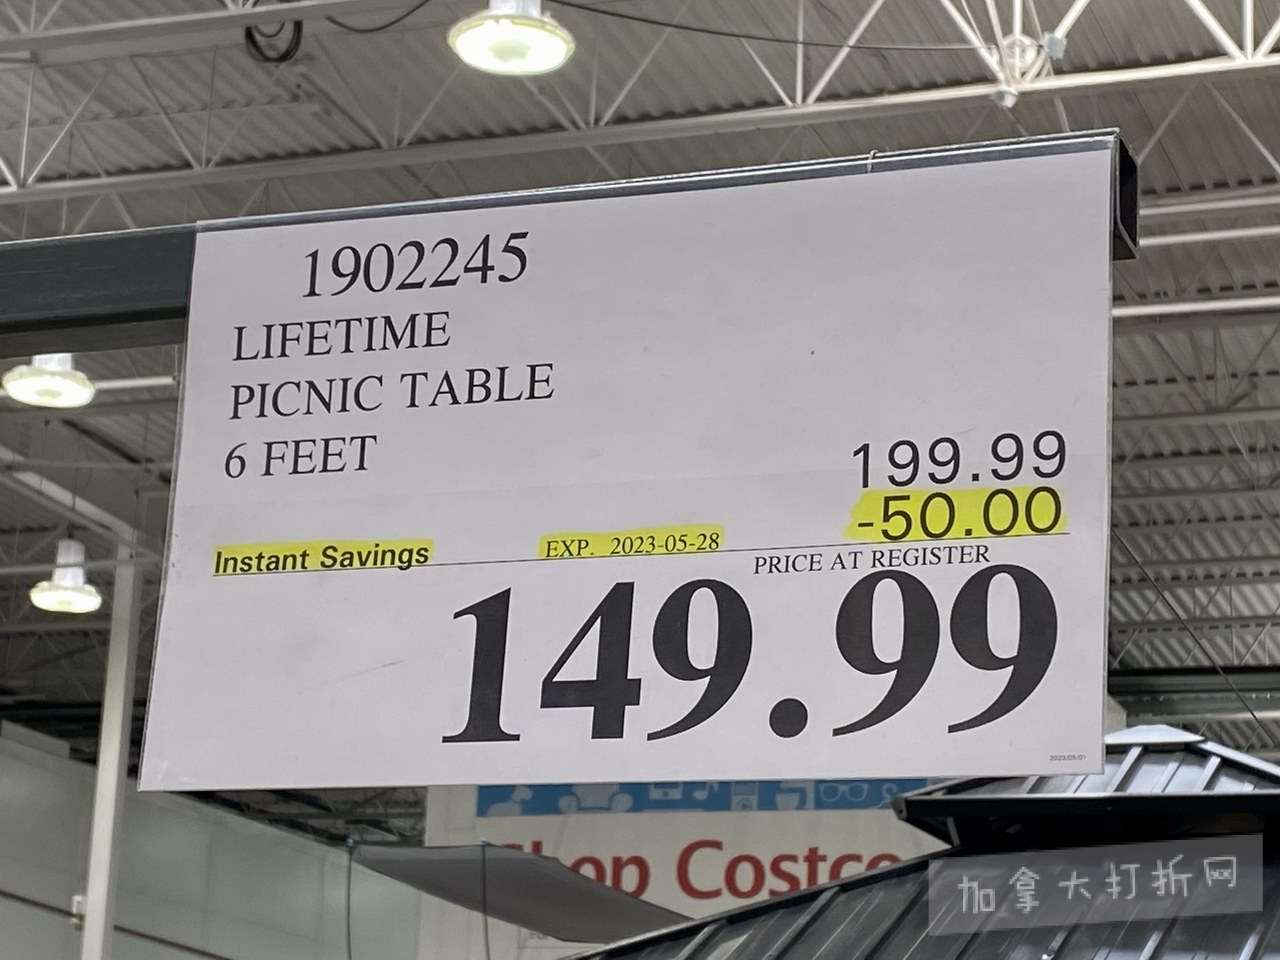 1902245
LIFETIME
PICNIC TABLE
6 FEET
199.99
-50.00
Instant Savings EXP. 2023-05-28
PRICE AT REGISTER
149.99
2023/05/01
Shop Costco
加拿大打折网